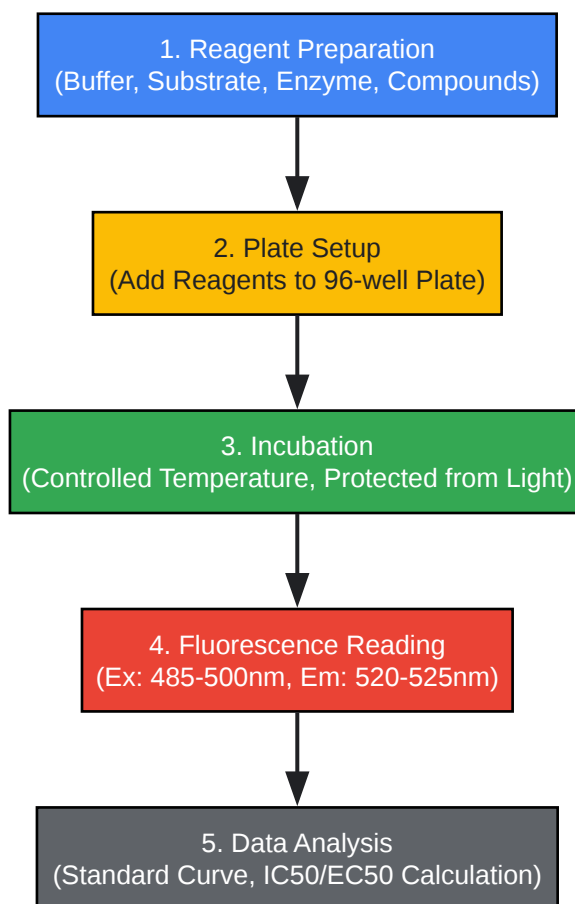 1. Reagent Preparation
(Buffer, Substrate, Enzyme, Compounds)
2. Plate Setup
(Add Reagents to 96-well Plate)
3. Incubation
(Controlled Temperature, Protected from Light)
4. Fluorescence Reading
(Ex: 485-500nm, Em: 520-525nm)
5. Data Analysis
(Standard Curve, IC50/EC50 Calculation)